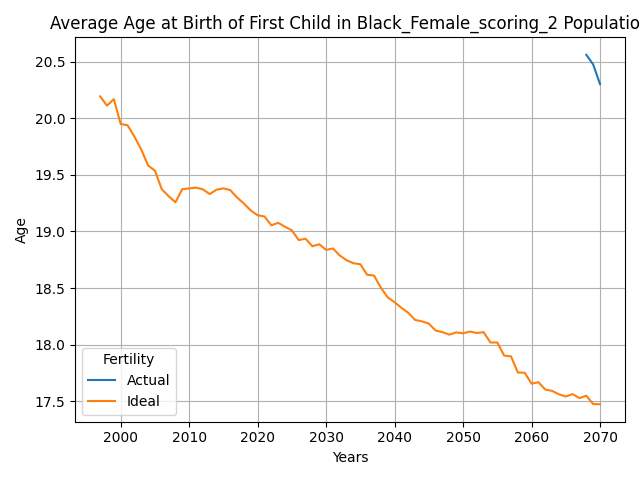 Average Age at Birth of First Child in Black_Female_scoring_2 Populatio
20.5
20.0
19.5
19.0
18.5
18.0
17.5
Age
Fertility
Actual
Ideal
2000 2010 2020 2030 2040 2050 2060 2070
Years